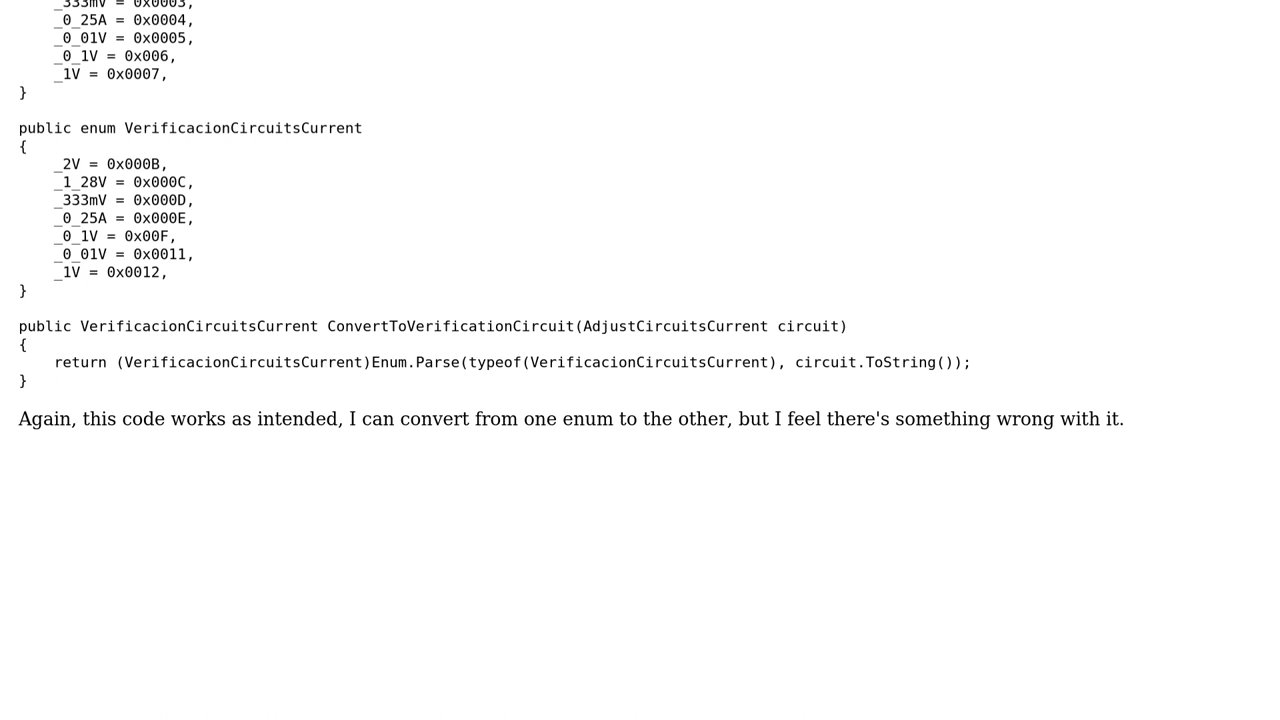 _333mV = 0x0003,
_0_25A = 0x0004,
_0_01V = 0x0005,
_0_1V = 0x006,
_1V = 0x0007,
}
public enum VerificacionCircuitsCurrent
{
_2V = 0x000B,
_1_28V = 0x000C,
_333mV = 0x000D,
_0_25A = 0x000E,
_0_1V = 0x00F,
_0_01V = 0x0011,
_1V = 0x0012,
}
public VerificacionCircuitsCurrent ConvertToVerificationCircuit(AdjustCircuitsCurrent circuit)
{
return (VerificacionCircuitsCurrent)Enum.Parse(typeof(VerificacionCircuitsCurrent), circuit.ToString());
}
Again, this code works as intended, I can convert from one enum to the other, but I feel there's something wrong with it.